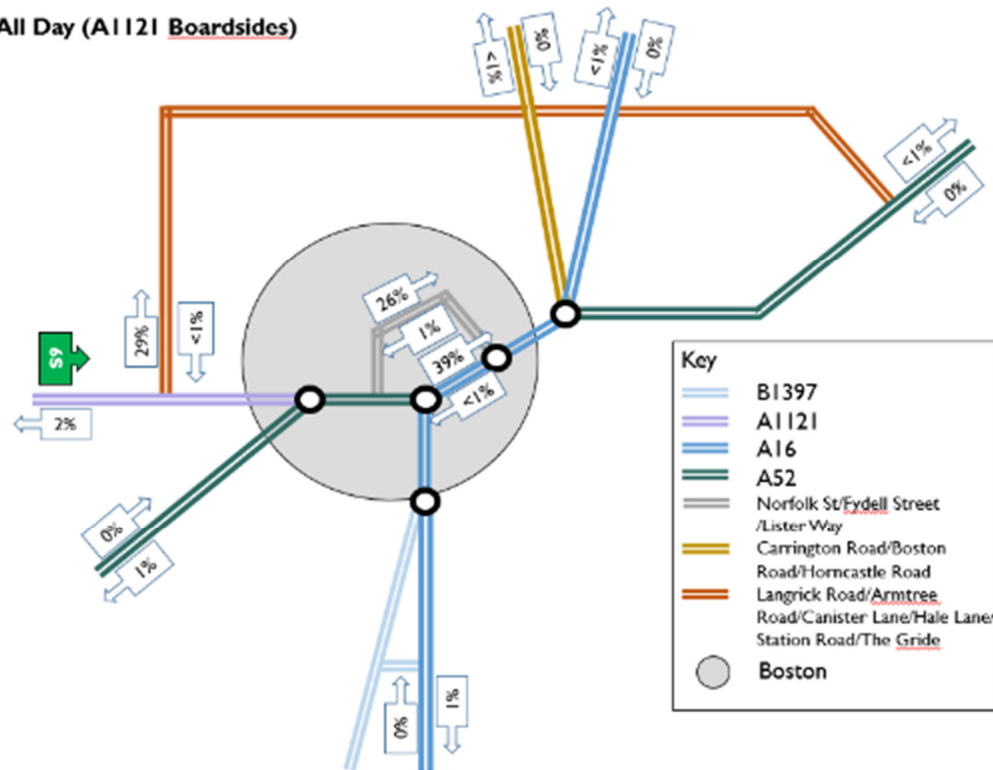 All Day (A1121 Boardsides)
<1%
0%
<1%
0%
<1%
0%
26%
1%
39%
<1%
29%
<1%
S9
2%
0%
1%
0%
1%
Key
B1397
A1121
A16
A52
Norfolk St/Fydell Street
/Lister Way
Carrington Road/Boston
Road/Horncastle Road
Langrick Road/Armtree
Road/Canister Lane/Hale Lane/
Station Road/The Gride
Boston